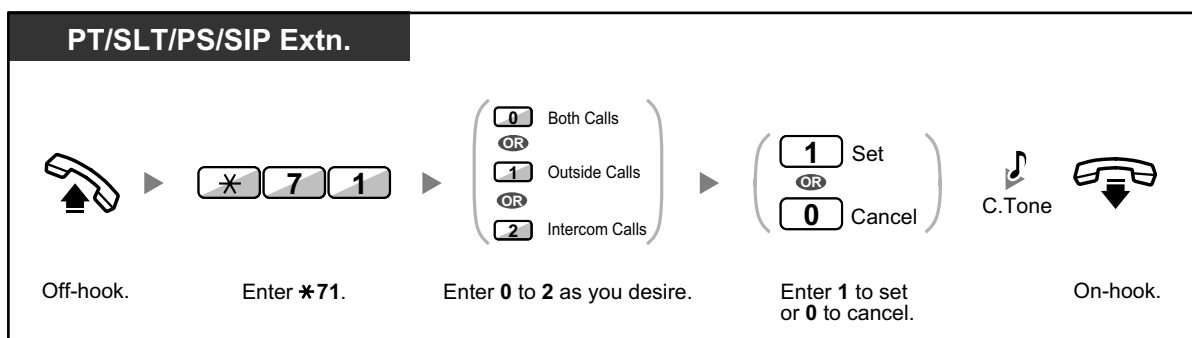 PT/SLT/PS/SIP Extn.
0 Both Calls
OR
1 Outside Calls
OR
2 Intercom Calls
✳ 7 1
1 Set
OR
0 Cancel
C.Tone
Off-hook.
Enter ✳71.
Enter 0 to 2 as you desire.
Enter 1 to set
or 0 to cancel.
On-hook.